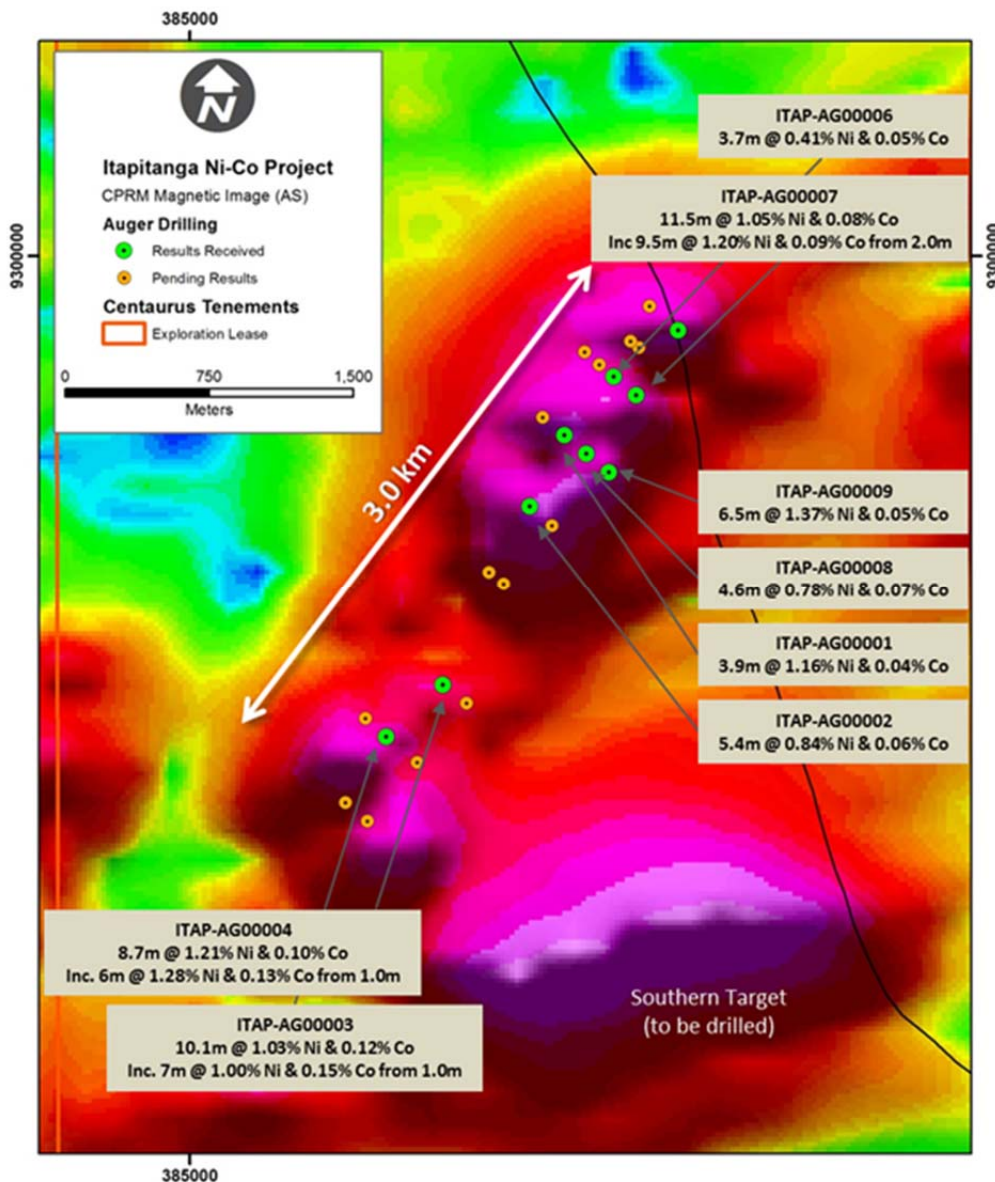 385000
N
Itapitanga Ni-Co Project
CPRM Magnetic Image (AS)
Auger Drilling
Results Received
Pending Results
Centaurus Tenements
Exploration Lease
0 750 1,500
Meters
9300000
9300000
ITAP-AG00006
3.7m @ 0.41% Ni & 0.05% Co
ITAP-AG00007
11.5m @ 1.05% Ni & 0.08% Co
Inc 9.5m @ 1.20% Ni & 0.09% Co from 2.0m
3.0 km
ITAP-AG00009
6.5m @ 1.37% Ni & 0.05% Co
ITAP-AG00008
4.6m @ 0.78% Ni & 0.07% Co
ITAP-AG00001
3.9m @ 1.16% Ni & 0.04% Co
ITAP-AG00002
5.4m @ 0.84% Ni & 0.06% Co
ITAP-AG00004
8.7m @ 1.21% Ni & 0.10% Co
Inc. 6m @ 1.28% Ni & 0.13% Co from 1.0m
ITAP-AG00003
10.1m @ 1.03% Ni & 0.12% Co
Inc. 7m @ 1.00% Ni & 0.15% Co from 1.0m
Southern Target
(to be drilled)
385000